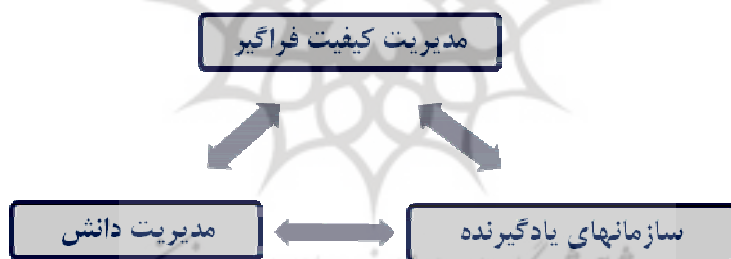 مدیریت کیفیت فراگیر
سازمانهای یادگیرنده
مدیریت دانش